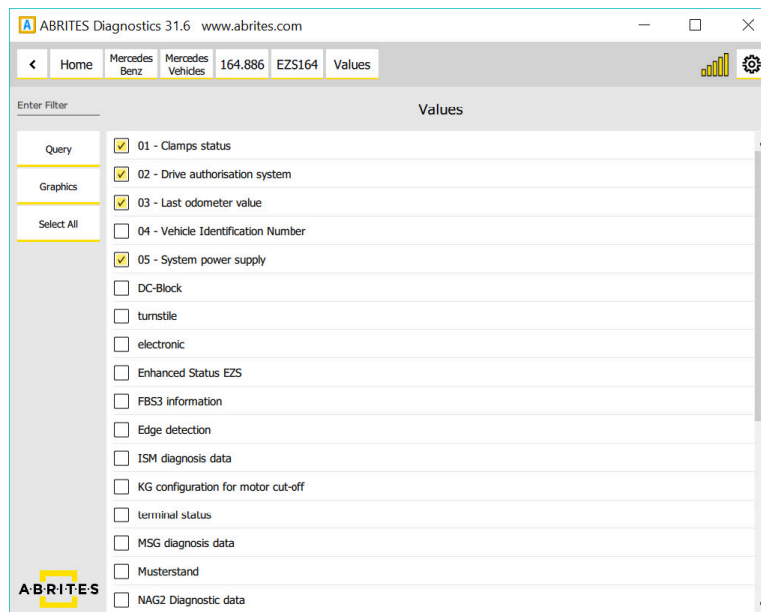 ABRITES Diagnostics 31.6 www.abrites.com
Home
Mercedes Benz
Mercedes Vehicles
164.886
EZS164
Values
Enter Filter
Values
Query
Graphics
Select All
01 - Clamps status
02 - Drive authorisation system
03 - Last odometer value
04 - Vehicle Identification Number
05 - System power supply
DC-Block
turnstile
electronic
Enhanced Status EZS
FBS3 information
Edge detection
ISM diagnosis data
KG configuration for motor cut-off
terminal status
MSG diagnosis data
Musterstand
NAG2 Diagnostic data
A·B·R·I·T·E·S